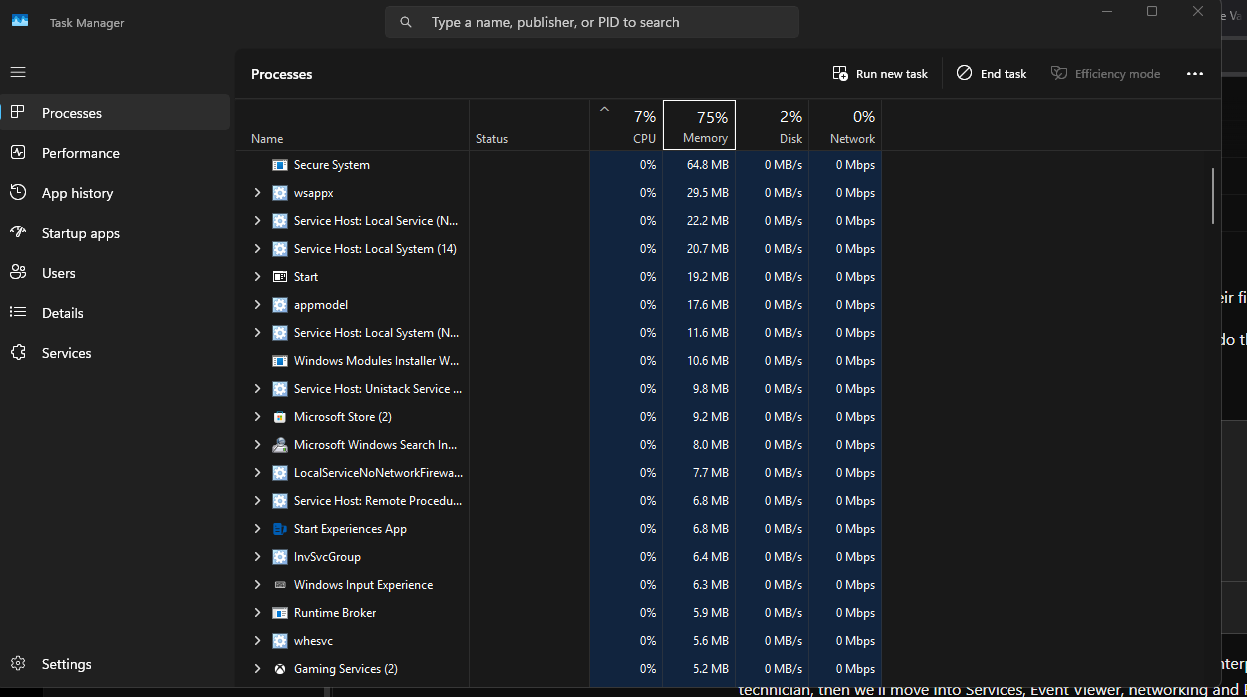 Task Manager
Type a name, publisher, or PID to search
Processes
Performance
App history
Startup apps
Users
Details
Services
Settings
Processes
Run new task
End task
Efficiency mode
7% 75% 2% 0%
Name Status CPU Memory Disk Network
Secure System 0% 64.8 MB 0 MB/s 0 Mbps
wsappx 0% 29.5 MB 0 MB/s 0 Mbps
Service Host: Local Service (N... 0% 22.2 MB 0 MB/s 0 Mbps
Service Host: Local System (14) 0% 20.7 MB 0 MB/s 0 Mbps
Start 0% 19.2 MB 0 MB/s 0 Mbps
appmodel 0% 17.6 MB 0 MB/s 0 Mbps
Service Host: Local System (N... 0% 11.6 MB 0 MB/s 0 Mbps
Windows Modules Installer W... 0% 10.6 MB 0 MB/s 0 Mbps
Service Host: Unistack Service ... 0% 9.8 MB 0 MB/s 0 Mbps
Microsoft Store (2) 0% 9.2 MB 0 MB/s 0 Mbps
Microsoft Windows Search In... 0% 8.0 MB 0 MB/s 0 Mbps
LocalServiceNoNetworkFirewa... 0% 7.7 MB 0 MB/s 0 Mbps
Service Host: Remote Procedu... 0% 6.8 MB 0 MB/s 0 Mbps
Start Experiences App 0% 6.8 MB 0 MB/s 0 Mbps
InvSvcGroup 0% 6.4 MB 0 MB/s 0 Mbps
Windows Input Experience 0% 6.3 MB 0 MB/s 0 Mbps
Runtime Broker 0% 5.9 MB 0 MB/s 0 Mbps
whesvc 0% 5.6 MB 0 MB/s 0 Mbps
Gaming Services (2) 0% 5.2 MB 0 MB/s 0 Mbps
technician, then we'll move into Services, Event Viewer, networking and